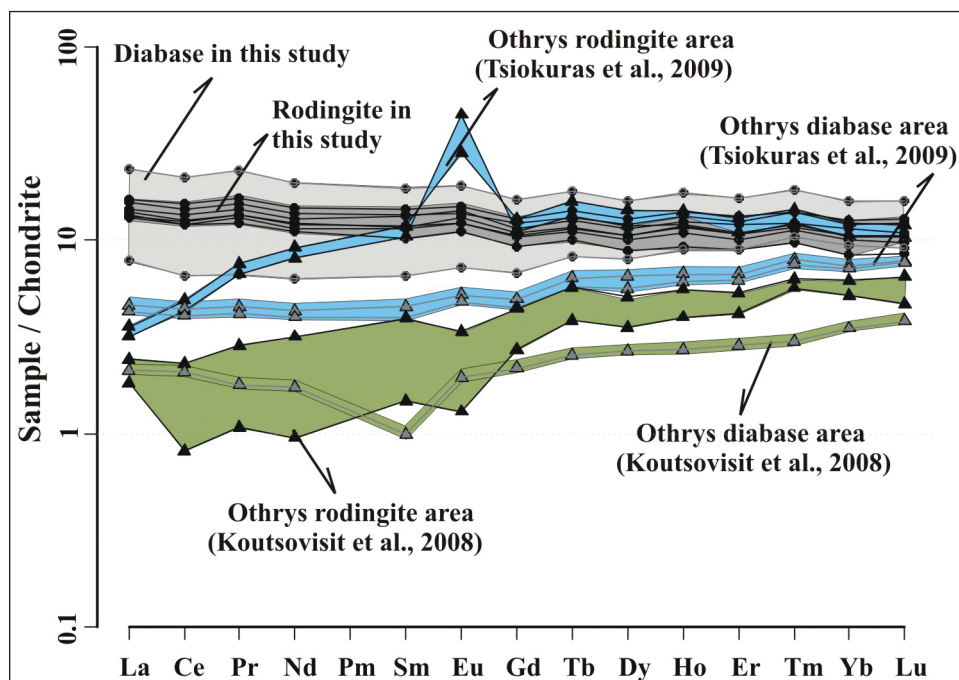 100
Diabase in this study
Othrys rodingite area
(Tsiokuras et al., 2009)
Rodingite in
this study
Othrys diabase area
(Tsiokuras et al., 2009)
10
Sample / Chondrite
1
Othrys diabase area
(Koutsovisit et al., 2008)
Othrys rodingite area
(Koutsovisit et al., 2008)
0.1
La Ce Pr Nd Pm Sm Eu Gd Tb Dy Ho Er Tm Yb Lu